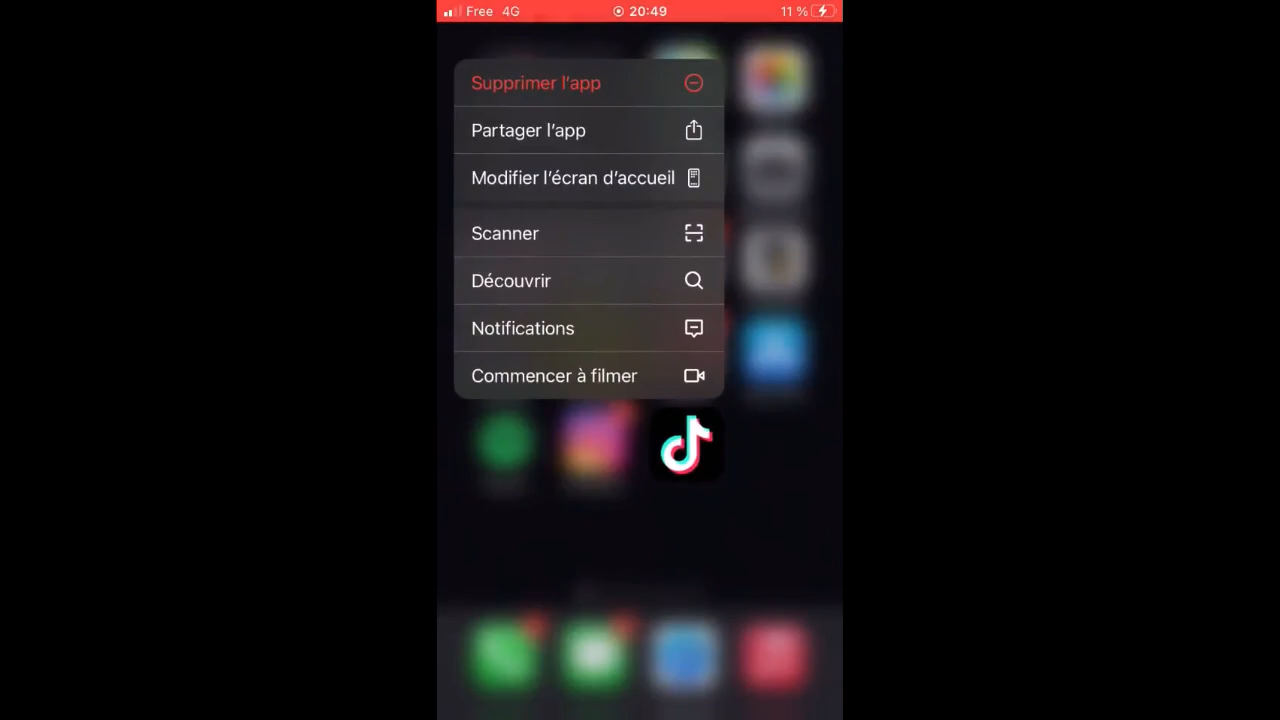 Free 4G 20:49 11 %
Supprimer l'app
Partager l'app
Modifier l'écran d'accueil
Scanner
Découvrir
Notifications
Commencer à filmer